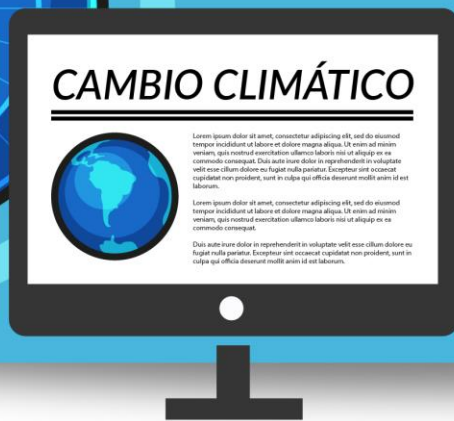 CAMBIO CLIMÁTICO
Lorem ipsum dolor sit amet, consectetur adipiscing elit, sed do eiusmod
tempor incididunt ut labore et dolore magna aliqua. Ut enim ad minim
veniam, quis nostrud exercitation ullamco laboris nisi ut aliquip ex ea
commodo consequat. Duis aute irure dolor in reprehenderit in voluptate
velit esse cillum dolore eu fugiat nulla pariatur. Excepteur sint occaecat
cupidatat non proident, sunt in culpa qui officia deserunt mollit anim id est
laborum.
Lorem ipsum dolor sit amet, consectetur adipiscing elit, sed do eiusmod
tempor incididunt ut labore et dolore magna aliqua. Ut enim ad minim
veniam, quis nostrud exercitation ullamco laboris nisi ut aliquip ex ea
commodo consequat.
Duis aute irure dolor in reprehenderit in voluptate velit esse cillum dolore eu
fugiat nulla pariatur. Excepteur sint occaecat cupidatat non proident, sunt in
culpa qui officia deserunt mollit anim id est laborum.